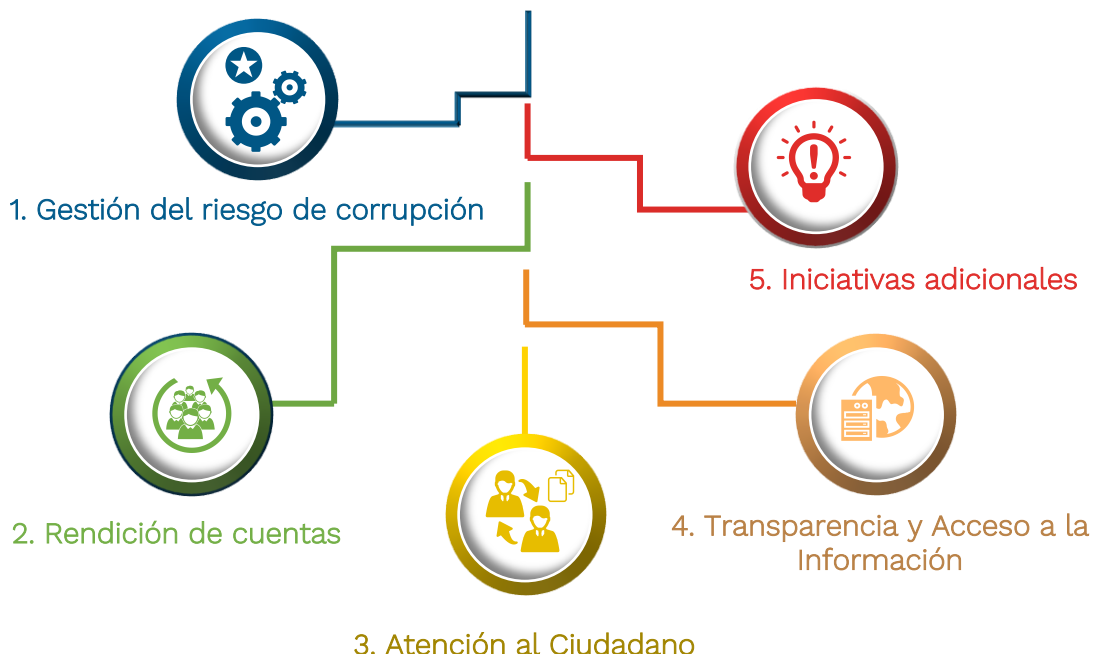 1. Gestión del riesgo de corrupción
5. Iniciativas adicionales
2. Rendición de cuentas
4. Transparencia y Acceso a la
Información
3. Atención al Ciudadano